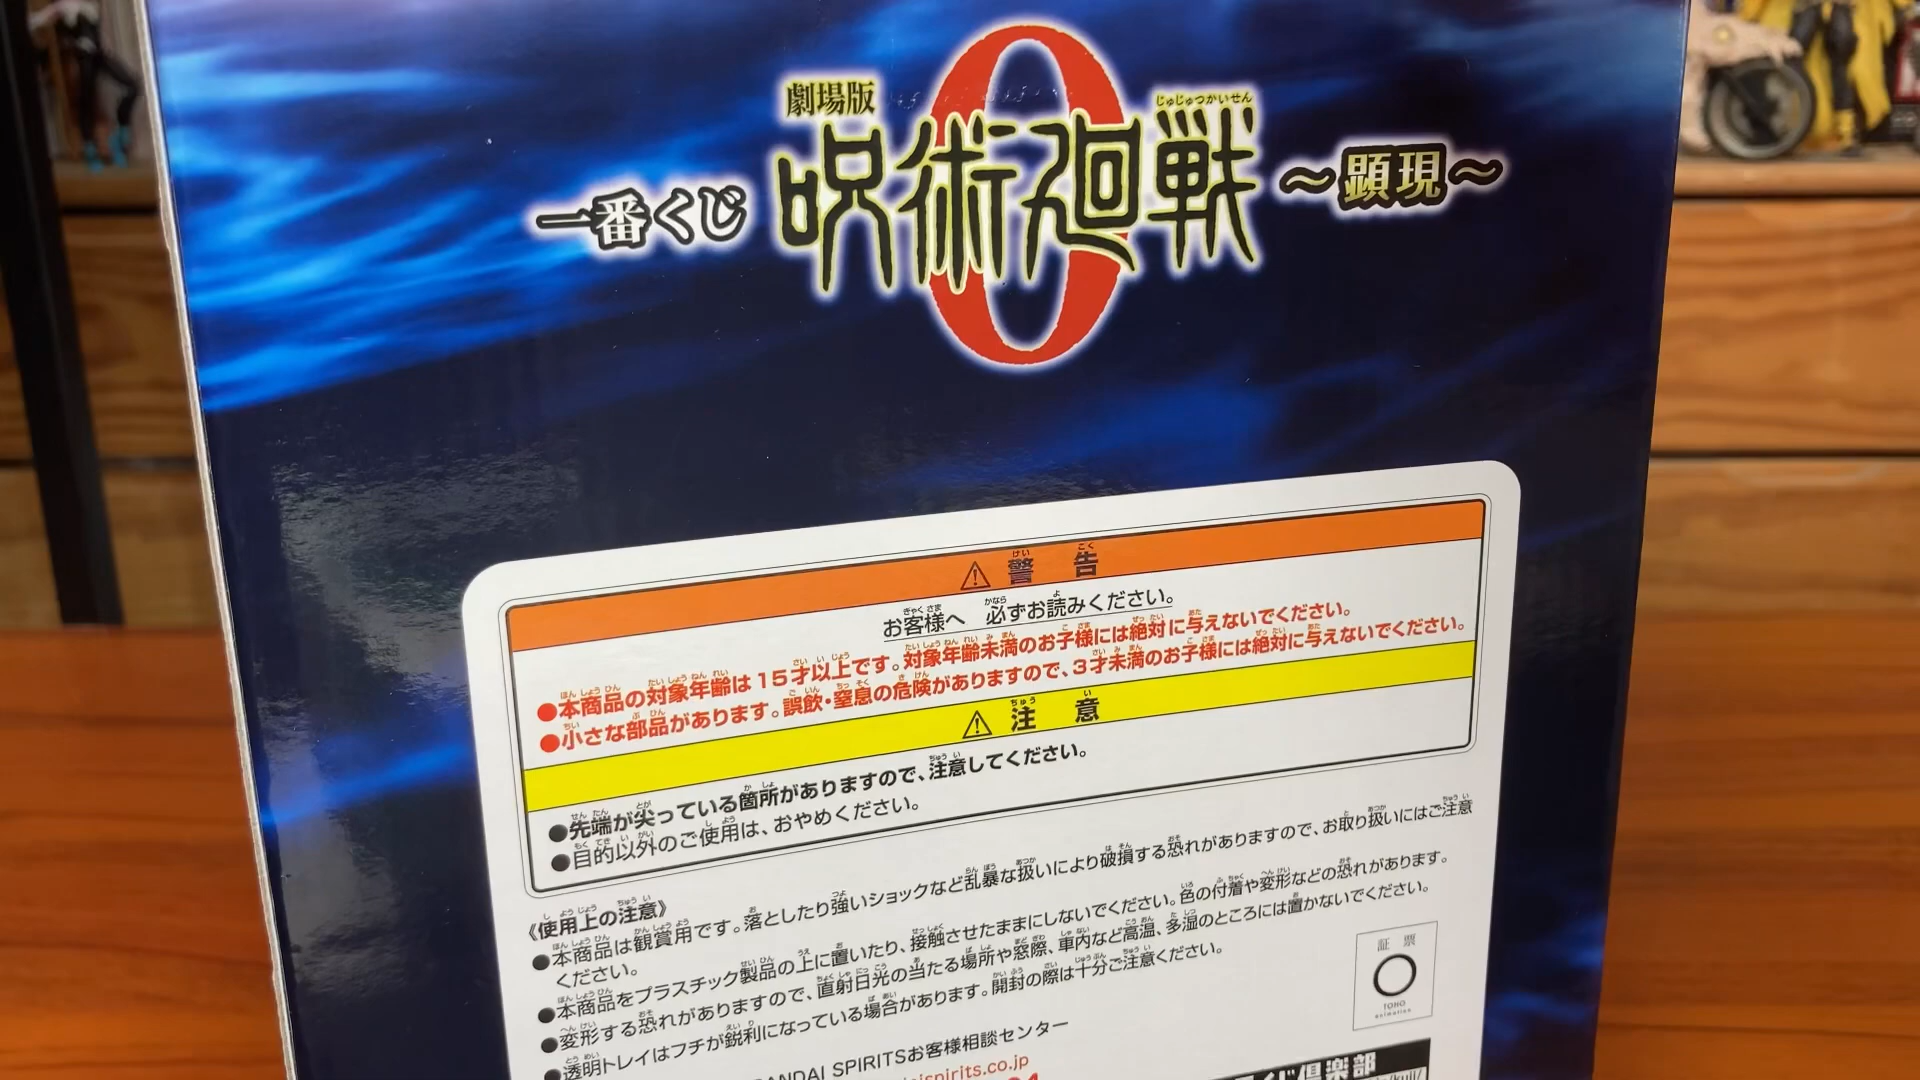 劇場版
じゅじゅつかいせん
一番くじ 呪術廻戦 0 ～顕現～
⚠ 警告
お客様へ 必ずお読みください。
●本商品の対象年齢は15才以上です。対象年齢未満のお子様には絶対に与えないでください。
●小さな部品があります。誤飲・窒息の危険がありますので、3才未満のお子様には絶対に与えないでください。
⚠ 注意
●先端が尖っている箇所がありますので、注意してください。
●目的以外のご使用は、おやめください。
《使用上の注意》
●本商品は観賞用です。落としたり強いショックなど乱暴な扱いにより破損する恐れがありますので、お取り扱いにはご注意
ください。
●本商品をプラスチック製品の上に置いたり、接触させたままにしないでください。色の付着や変形などの恐れがあります。
●変形する恐れがありますので、直射日光の当たる場所や窓際、車内など高温、多湿のところには置かないでください。
●透明トレイはフチが鋭利になっている場合があります。開封の際は十分ご注意ください。
証票
TOHO
animation
BANDAI SPIRITSお客様相談センター
spirits.co.jp
くじ倶楽部